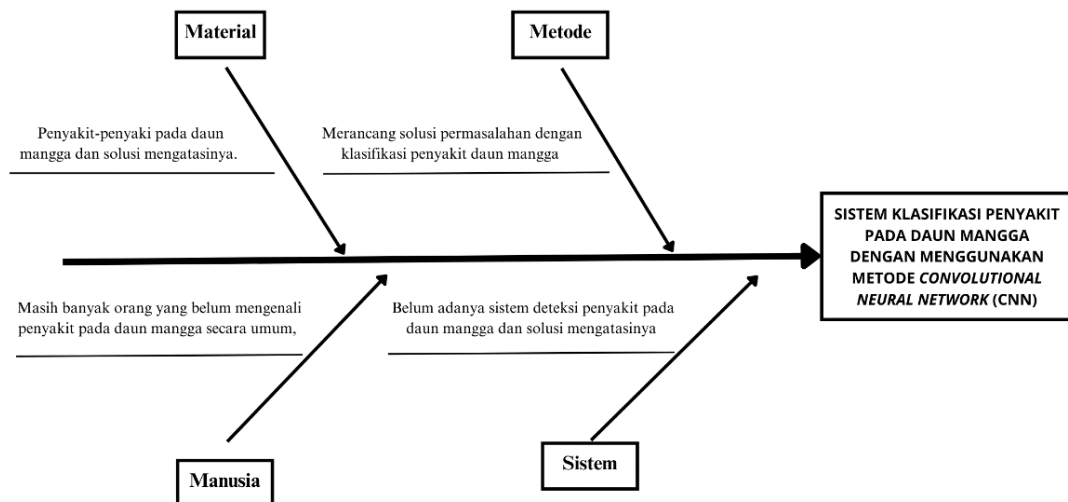 Material
Metode
Penyakit-penyaki pada daun
mangga dan solusi mengatasinya.
Merancang solusi permasalahan dengan
klasifikasi penyakit daun mangga
SISTEM KLASIFIKASI PENYAKIT
PADA DAUN MANGGA
DENGAN MENGGUNAKAN
METODE CONVOLUTIONAL
NEURAL NETWORK (CNN)
Masih banyak orang yang belum mengenali
penyakit pada daun mangga secara umum,
Belum adanya sistem deteksi penyakit pada
daun mangga dan solusi mengatasinya
Manusia
Sistem